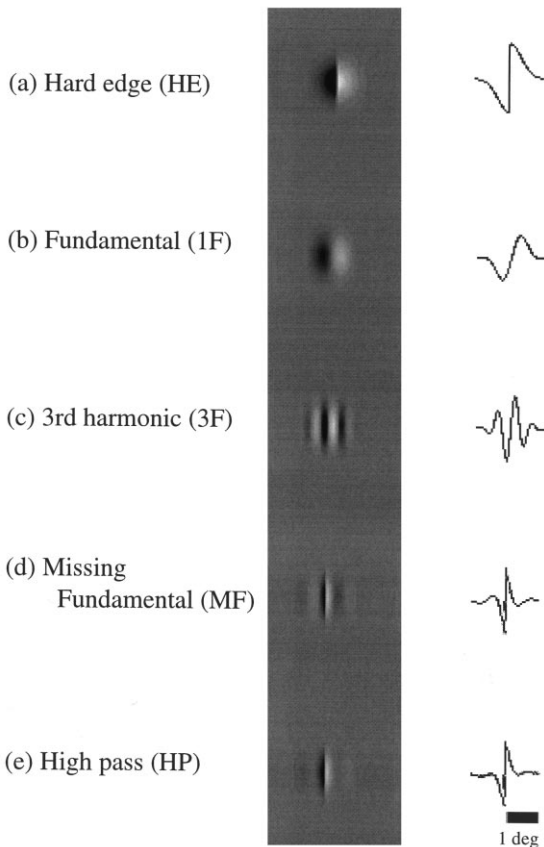 (a) Hard edge (HE)
(b) Fundamental (1F)
(c) 3rd harmonic (3F)
(d) Missing
Fundamental (MF)
(e) High pass (HP)
1 deg